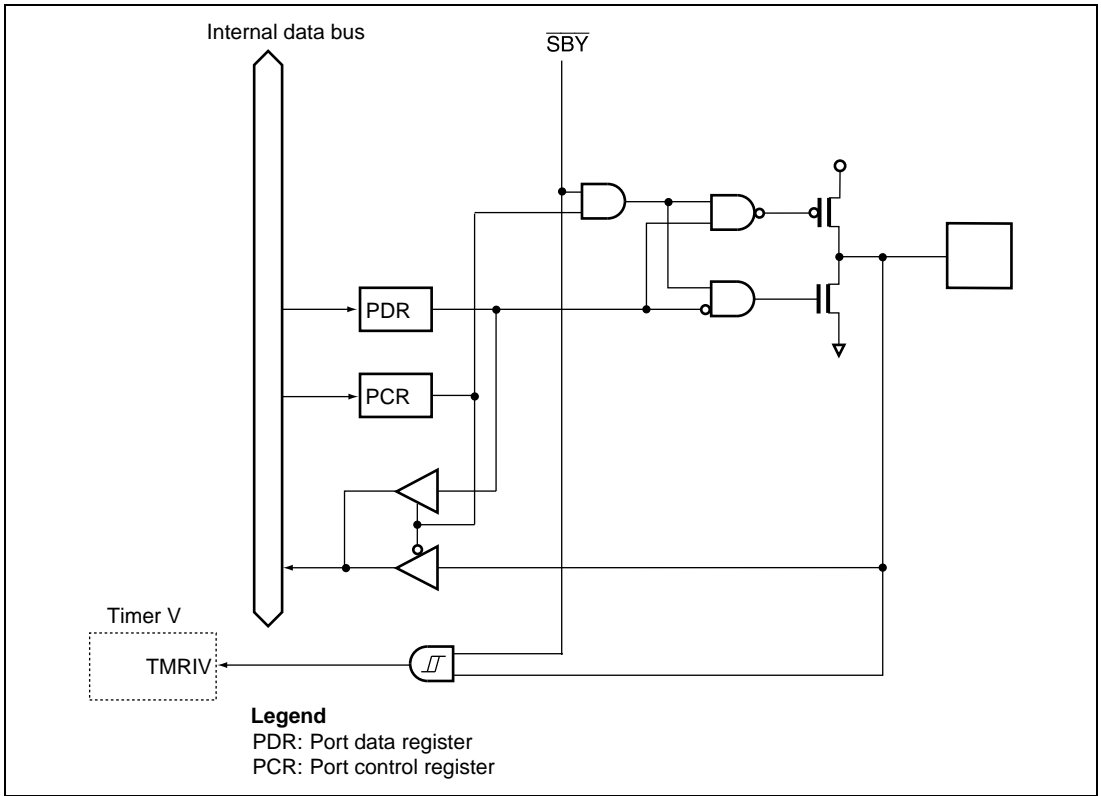 Internal data bus
SBY
PDR
PCR
Timer V
TMRIV
Legend
PDR: Port data register
PCR: Port control register